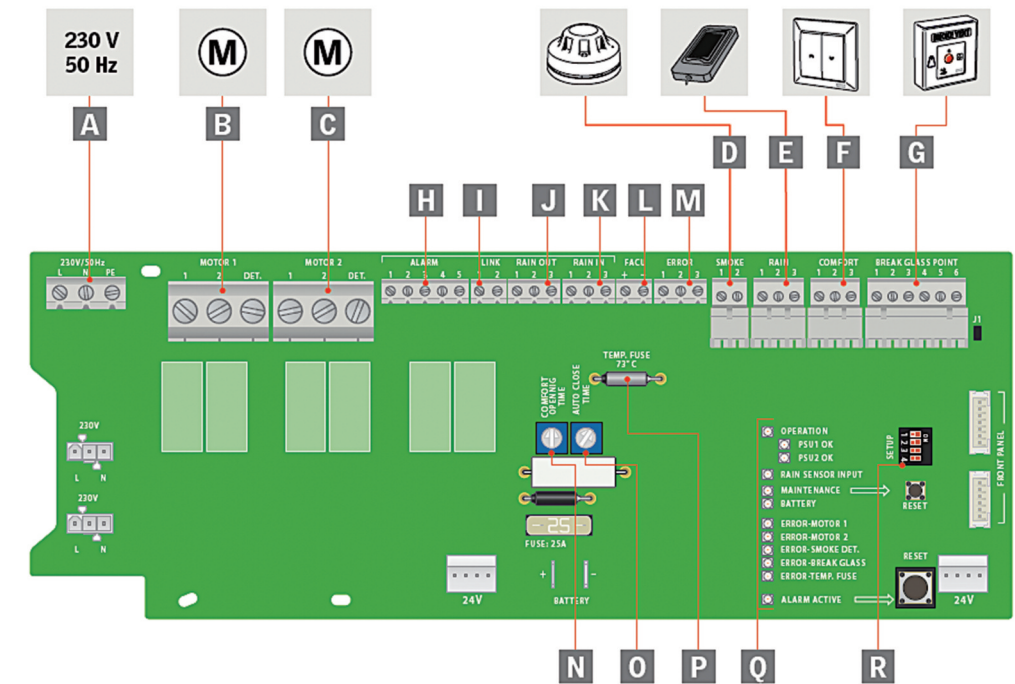 230 V
50 Hz
M
M
A
B
C
D
E
F
G
H
I
J
K
L
M
230V/50Hz
L N PE
MOTOR 1
1 2 DET.
MOTOR 2
1 2 DET.
ALARM
1 2 3 4 5
LINK
1 2
RAIN OUT
1 2 3
RAIN IN
1 2 3
+ -
ERROR
1 2 3
SMOKE
1 2
RAIN
1 2 3
COMFORT
1 2 3
BREAK GLASS POINT
1 2 3 4 5 6
J1
TEMP. FUSE
73°C
COMFORT
OPENNIG
TIME
AUTO CLOSE
TIME
230V
L N
230V
L N
25
FUSE: 25A
+ -
BATTERY
24V
OPERATION
PSU1 OK
PSU2 OK
RAIN SENSOR INPUT
MAINTENANCE
BATTERY
ERROR-MOTOR 1
ERROR-MOTOR 2
ERROR-SMOKE DET.
ERROR-BREAK GLASS
ERROR-TEMP. FUSE
ALARM ACTIVE
SETUP
ON
1 2 3 4
RESET
RESET
FRONT PANEL
24V
N
O
P
Q
R